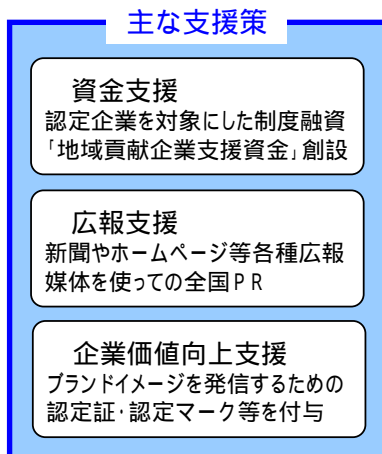 主な支援策
資金支援
認定企業を対象にした制度融資
「地域貢献企業支援資金」創設
広報支援
新聞やホームページ等各種広報
媒体を使っての全国PR
企業価値向上支援
ブランドイメージを発信するための
認定証・認定マーク等を付与